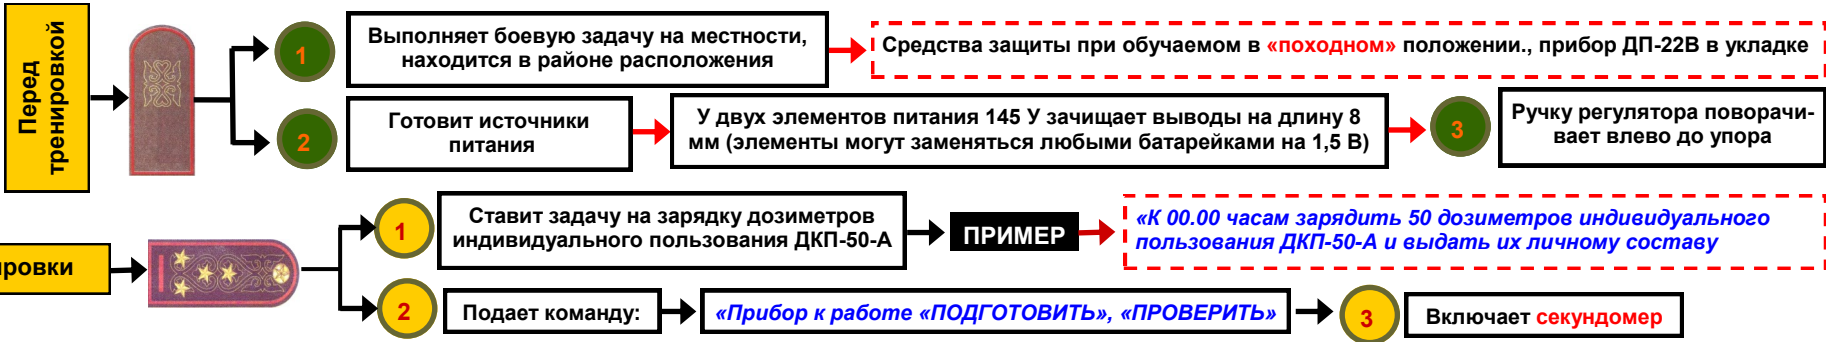 Перед
тренировкой
1
Выполняет боевую задачу на местности,
находится в районе расположения
Средства защиты при обучаемом в «походном» положении., прибор ДП-22В в укладке
2
Готовит источники
питания
У двух элементов питания 145 У зачищает выводы на длину 8
мм (элементы могут заменяться любыми батарейками на 1,5 В)
3
Ручку регулятора поворачи-
вает влево до упора
ировки
1
Ставит задачу на зарядку дозиметров
индивидуального пользования ДКП-50-А
ПРИМЕР
«К 00.00 часам зарядить 50 дозиметров индивидуального
пользования ДКП-50-А и выдать их личному составу
2
Подает команду:
«Прибор к работе «ПОДГОТОВИТЬ», «ПРОВЕРИТЬ»
3
Включает секундомер